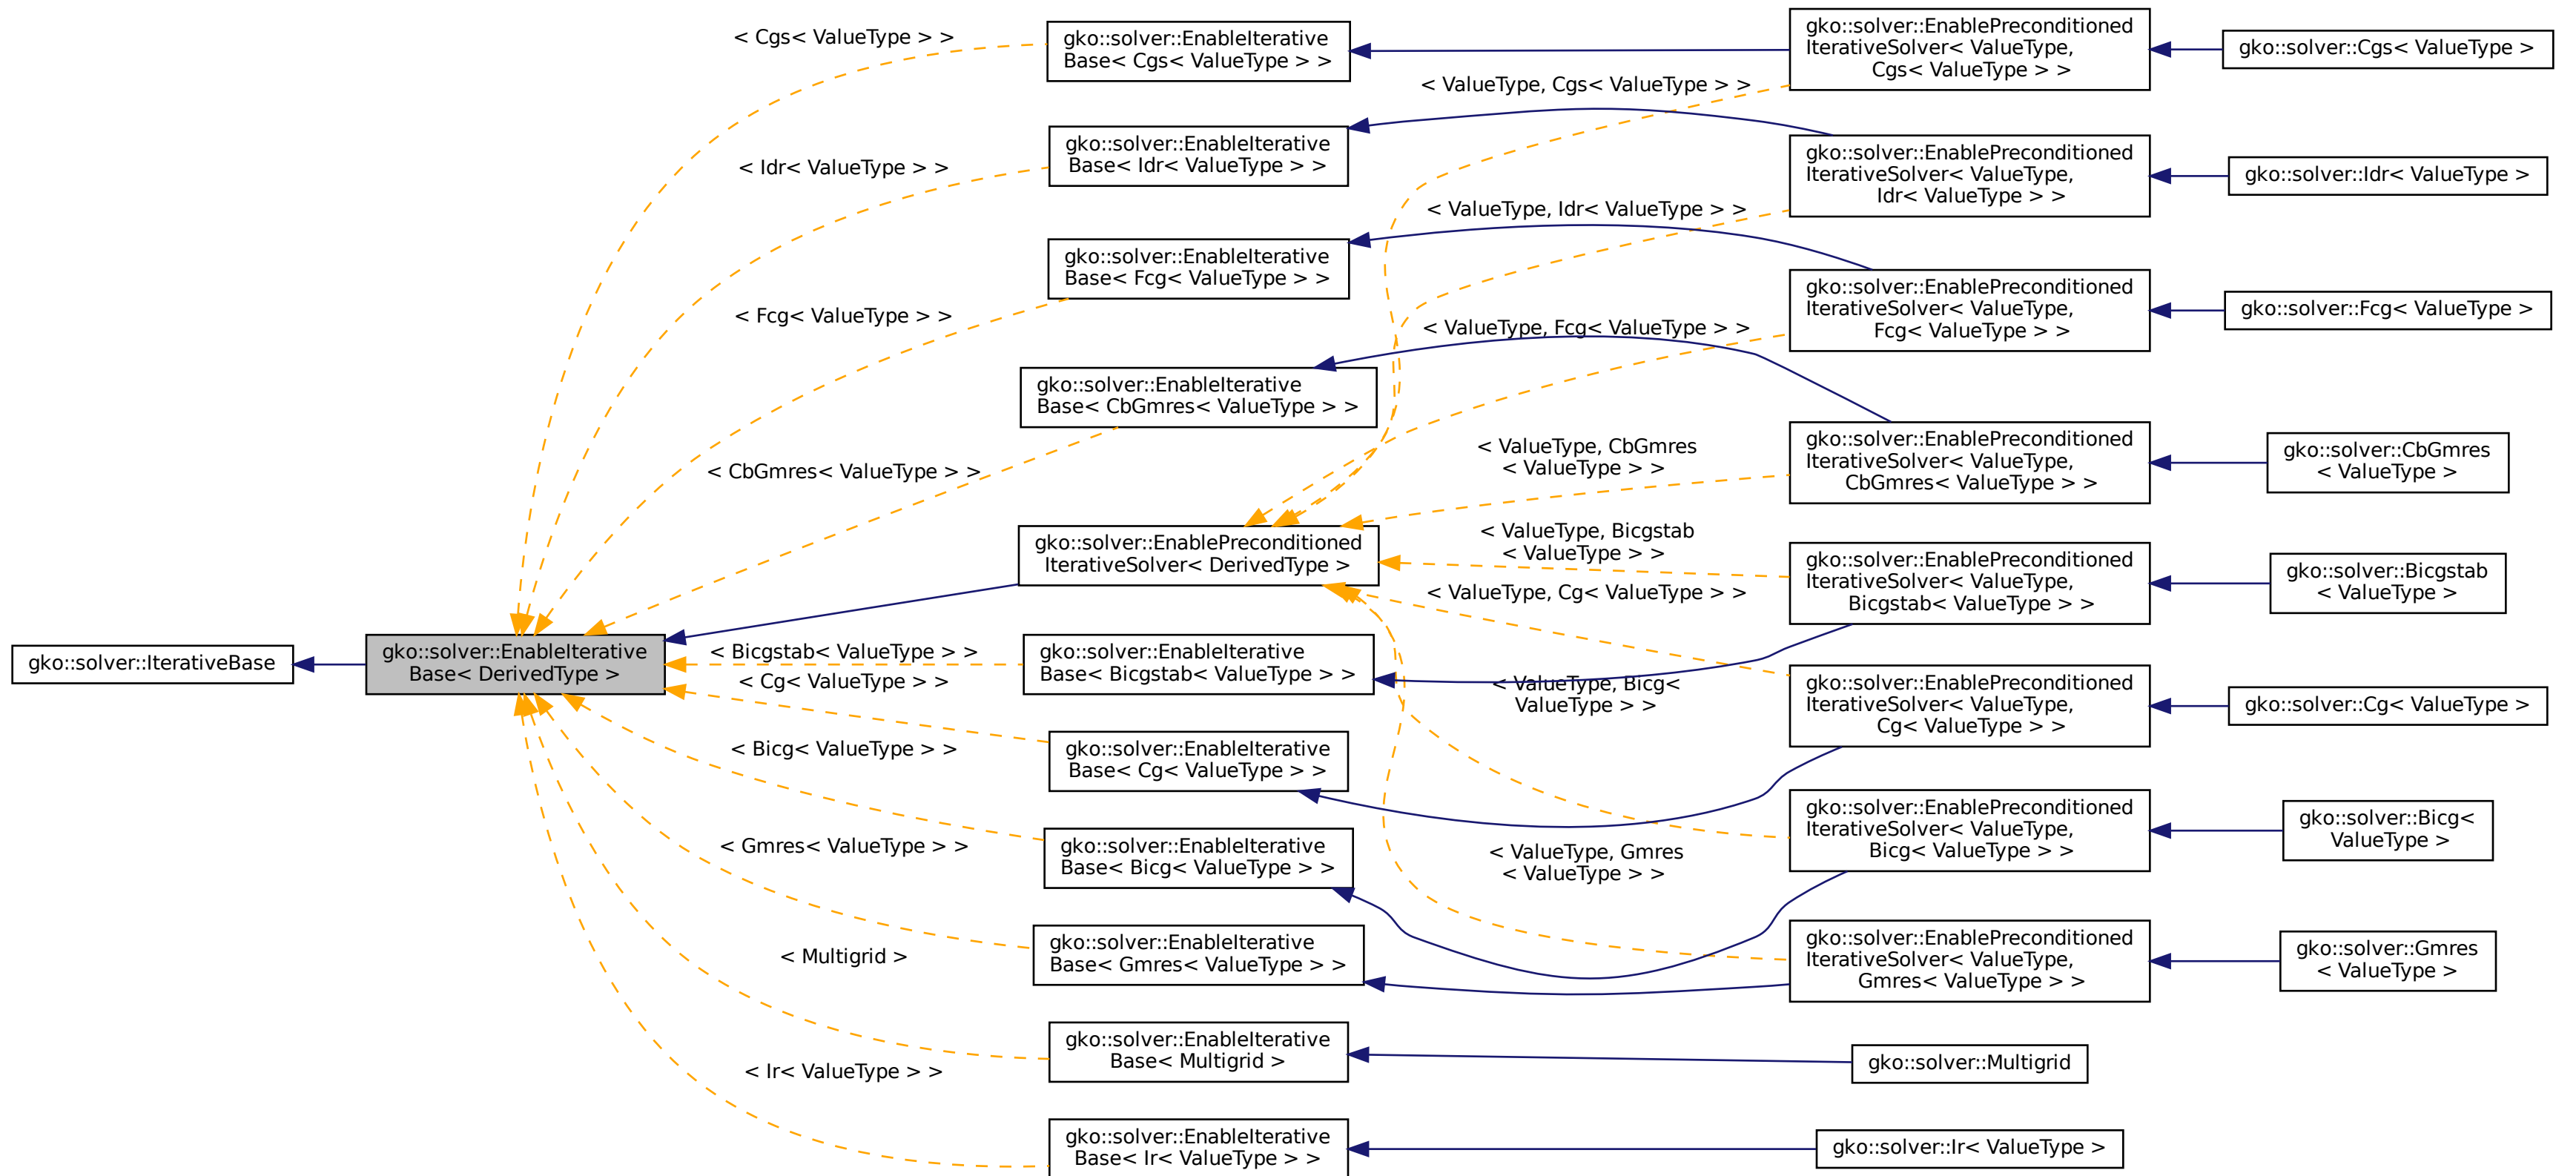 gko::solver::IterativeBase
gko::solver::EnableIterative
Base< DerivedType >
< Cgs< ValueType > >
< Idr< ValueType > >
< Fcg< ValueType > >
< CbGmres< ValueType > >
< Bicgstab< ValueType > >
< Cg< ValueType > >
< Bicg< ValueType > >
< Gmres< ValueType > >
< Multigrid >
< Ir< ValueType > >
gko::solver::EnableIterative
Base< Cgs< ValueType > >
gko::solver::EnableIterative
Base< Idr< ValueType > >
gko::solver::EnableIterative
Base< Fcg< ValueType > >
gko::solver::EnableIterative
Base< CbGmres< ValueType > >
gko::solver::EnablePreconditioned
IterativeSolver< DerivedType >
gko::solver::EnableIterative
Base< Bicgstab< ValueType > >
gko::solver::EnableIterative
Base< Cg< ValueType > >
gko::solver::EnableIterative
Base< Bicg< ValueType > >
gko::solver::EnableIterative
Base< Gmres< ValueType > >
gko::solver::EnableIterative
Base< Multigrid >
gko::solver::EnableIterative
Base< Ir< ValueType > >
< ValueType, Cgs< ValueType > >
< ValueType, Idr< ValueType > >
< ValueType, Fcg< ValueType > >
< ValueType, CbGmres
< ValueType > >
< ValueType, Bicgstab
< ValueType > >
< ValueType, Cg< ValueType > >
< ValueType, Bicg<
ValueType > >
< ValueType, Gmres
< ValueType > >
gko::solver::EnablePreconditioned
IterativeSolver< ValueType,
Cgs< ValueType > >
gko::solver::EnablePreconditioned
IterativeSolver< ValueType,
Idr< ValueType > >
gko::solver::EnablePreconditioned
IterativeSolver< ValueType,
Fcg< ValueType > >
gko::solver::EnablePreconditioned
IterativeSolver< ValueType,
CbGmres< ValueType > >
gko::solver::EnablePreconditioned
IterativeSolver< ValueType,
Bicgstab< ValueType > >
gko::solver::EnablePreconditioned
IterativeSolver< ValueType,
Cg< ValueType > >
gko::solver::EnablePreconditioned
IterativeSolver< ValueType,
Bicg< ValueType > >
gko::solver::EnablePreconditioned
IterativeSolver< ValueType,
Gmres< ValueType > >
gko::solver::Multigrid
gko::solver::Ir< ValueType >
gko::solver::Cgs< ValueType >
gko::solver::Idr< ValueType >
gko::solver::Fcg< ValueType >
gko::solver::CbGmres
< ValueType >
gko::solver::Bicgstab
< ValueType >
gko::solver::Cg< ValueType >
gko::solver::Bicg<
ValueType >
gko::solver::Gmres
< ValueType >